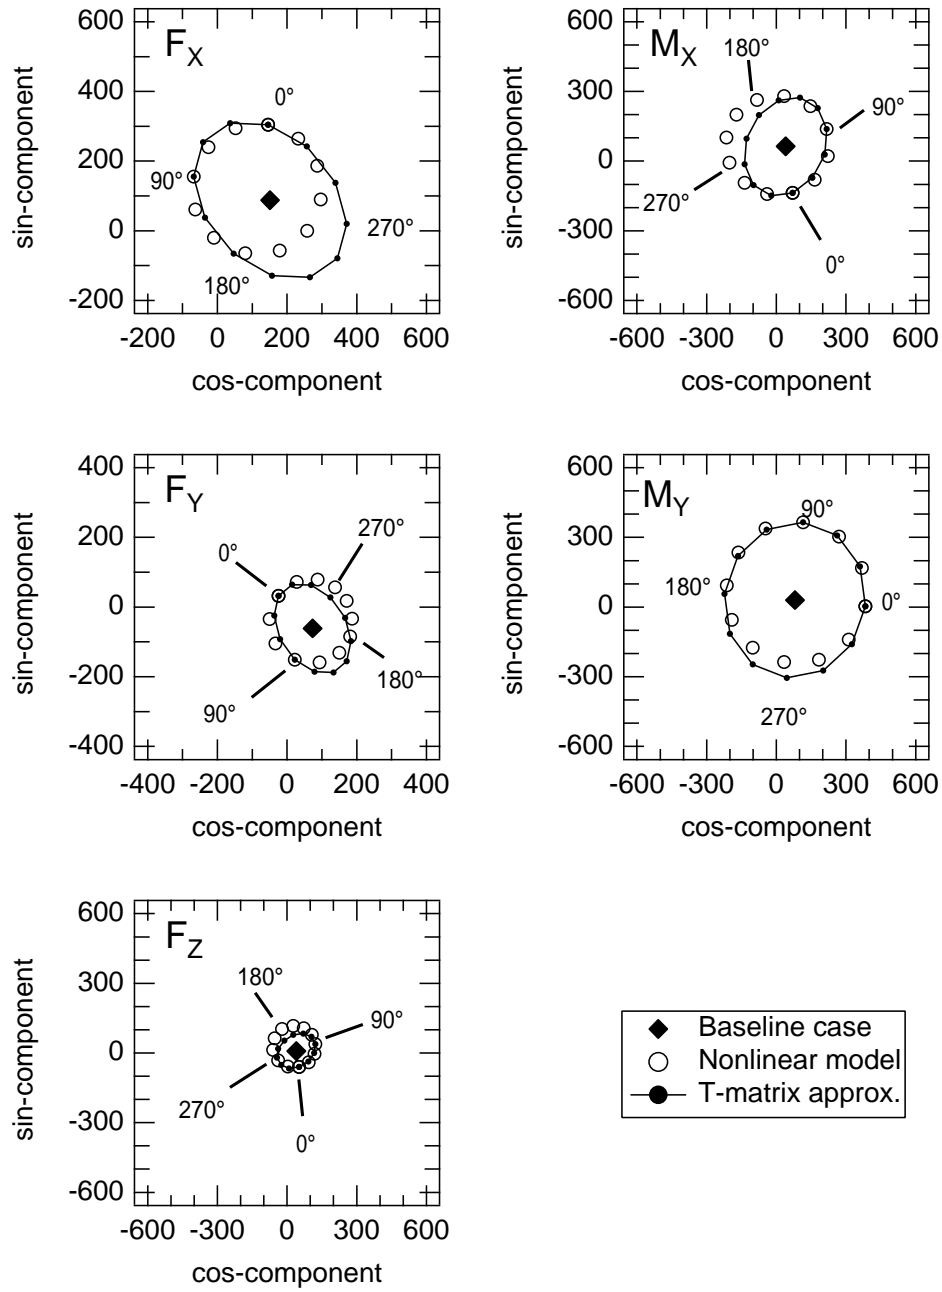 F_X
600
400
200
0
-200
sin-component
0°
90°
270°
180°
-200 0 200 400 600
cos-component
M_X
600
300
0
-300
-600
sin-component
180°
90°
270°
0°
-600 -300 0 300 600
cos-component
F_Y
400
200
0
-200
-400
sin-component
270°
0°
180°
90°
-400 -200 0 200 400
cos-component
M_Y
600
300
0
-300
-600
sin-component
90°
180°
0°
270°
-600 -300 0 300 600
cos-component
F_Z
600
300
0
-300
-600
sin-component
180°
90°
270°
0°
-600 -300 0 300 600
cos-component
Baseline case
Nonlinear model
T-matrix approx.